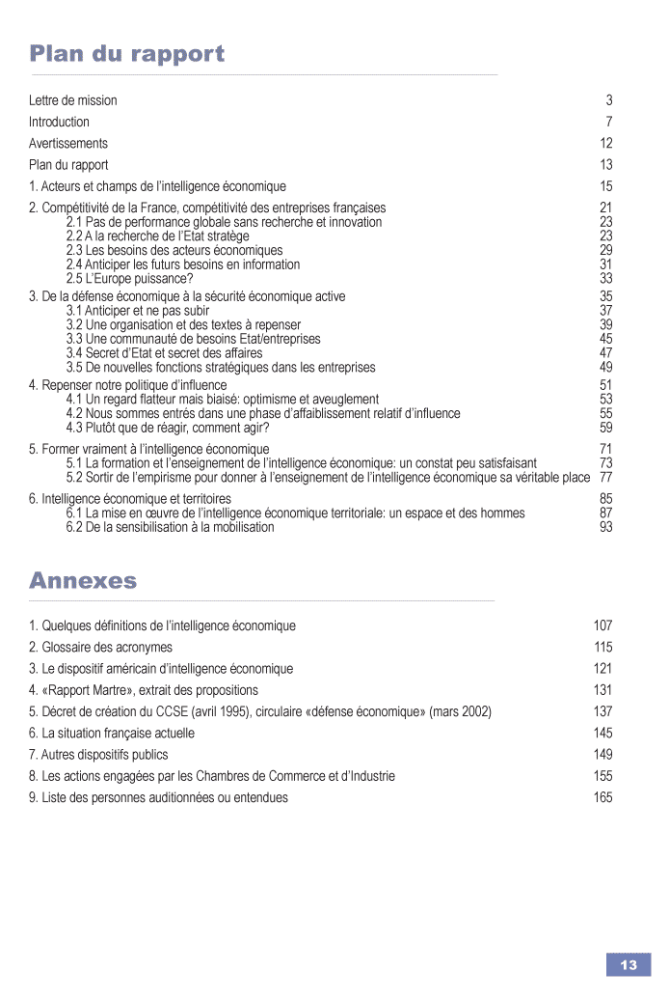 Plan du rapport
Lettre de mission 3
Introduction 7
Avertissements 12
Plan du rapport 13
1. Acteurs et champs de l’intelligence économique 15
2. Compétitivité de la France, compétitivité des entreprises françaises 21
2.1 Pas de performance globale sans recherche et innovation 23
2.2 A la recherche de l’Etat stratège 23
2.3 Les besoins des acteurs économiques 29
2.4 Anticiper les futurs besoins en information 31
2.5 L’Europe puissance? 33
3. De la défense économique à la sécurité économique active 35
3.1 Anticiper et ne pas subir 37
3.2 Une organisation et des textes à repenser 39
3.3 Une communauté de besoins Etat/entreprises 45
3.4 Secret d’Etat et secret des affaires 47
3.5 De nouvelles fonctions stratégiques dans les entreprises 49
4. Repenser notre politique d’influence 51
4.1 Un regard flatteur mais biaisé: optimisme et aveuglement 53
4.2 Nous sommes entrés dans une phase d’affaiblissement relatif d’influence 55
4.3 Plutôt que de réagir, comment agir? 59
5. Former vraiment à l’intelligence économique 71
5.1 La formation et l’enseignement de l’intelligence économique: un constat peu satisfaisant 73
5.2 Sortir de l’empirisme pour donner à l’enseignement de l’intelligence économique sa véritable place 77
6. Intelligence économique et territoires 85
6.1 La mise en œuvre de l’intelligence économique territoriale: un espace et des hommes 87
6.2 De la sensibilisation à la mobilisation 93
Annexes
1. Quelques définitions de l’intelligence économique 107
2. Glossaire des acronymes 115
3. Le dispositif américain d’intelligence économique 121
4. «Rapport Martre», extrait des propositions 131
5. Décret de création du CCSE (avril 1995), circulaire «défense économique» (mars 2002) 137
6. La situation française actuelle 145
7. Autres dispositifs publics 149
8. Les actions engagées par les Chambres de Commerce et d’Industrie 155
9. Liste des personnes auditionnées ou entendues 165
13